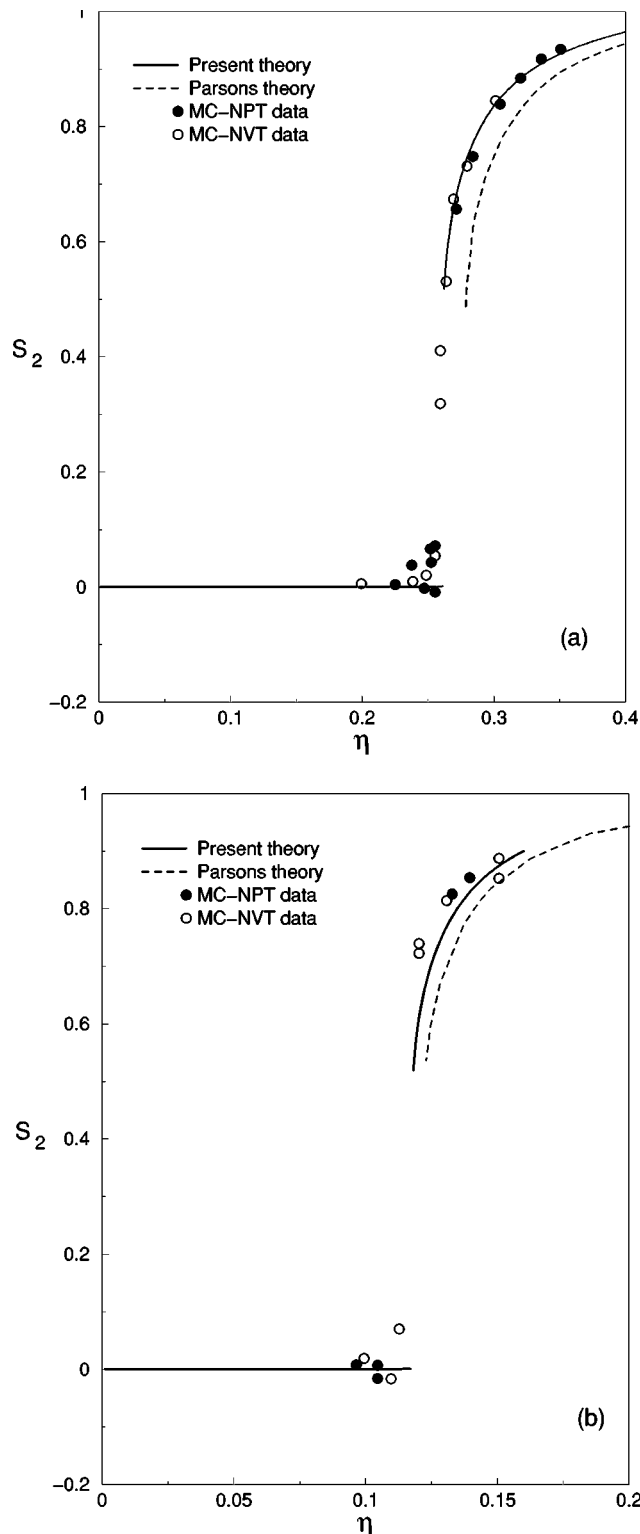 1
Present theory
Parsons theory
MC-NPT data
MC-NVT data
0.8
0.6
S2
0.4
0.2
0
(a)
−0.2
0 0.1 0.2 0.3 0.4
η
1
Present theory
Parsons theory
MC-NPT data
MC-NVT data
0.8
0.6
S2
0.4
0.2
0
(b)
−0.2
0 0.05 0.1 0.15 0.2
η